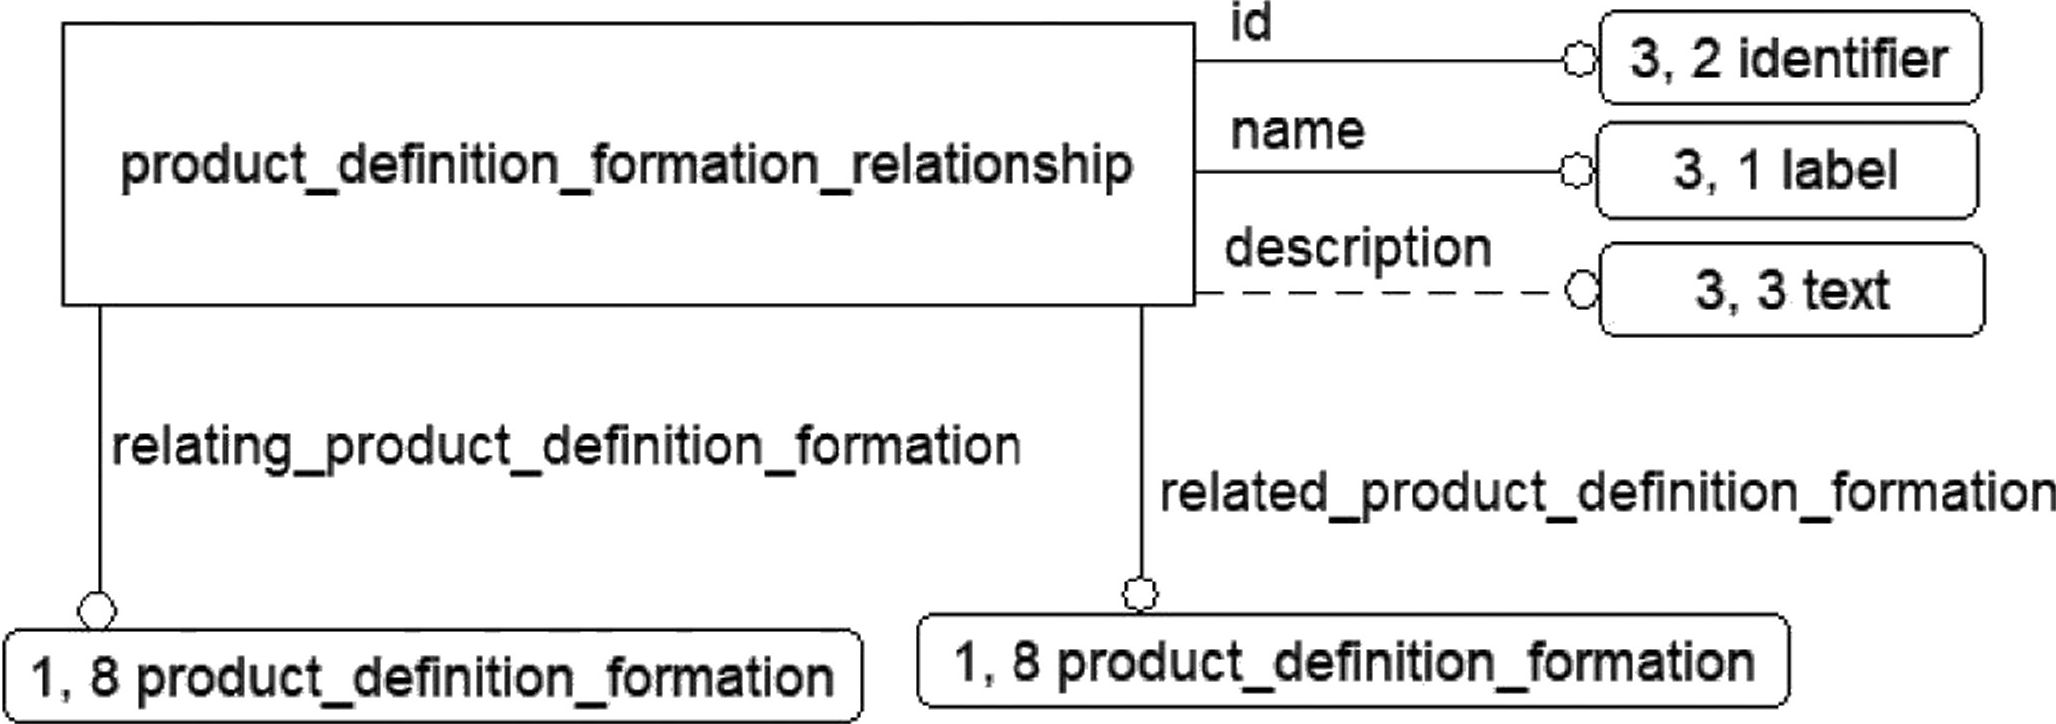 id
3, 2 identifier
name
product_definition_formation_relationship
3, 1 label
description
3, 3 text
relating_product_definition_formation
related_product_definition_formation
1, 8 product_definition_formation
1, 8 product_definition_formation